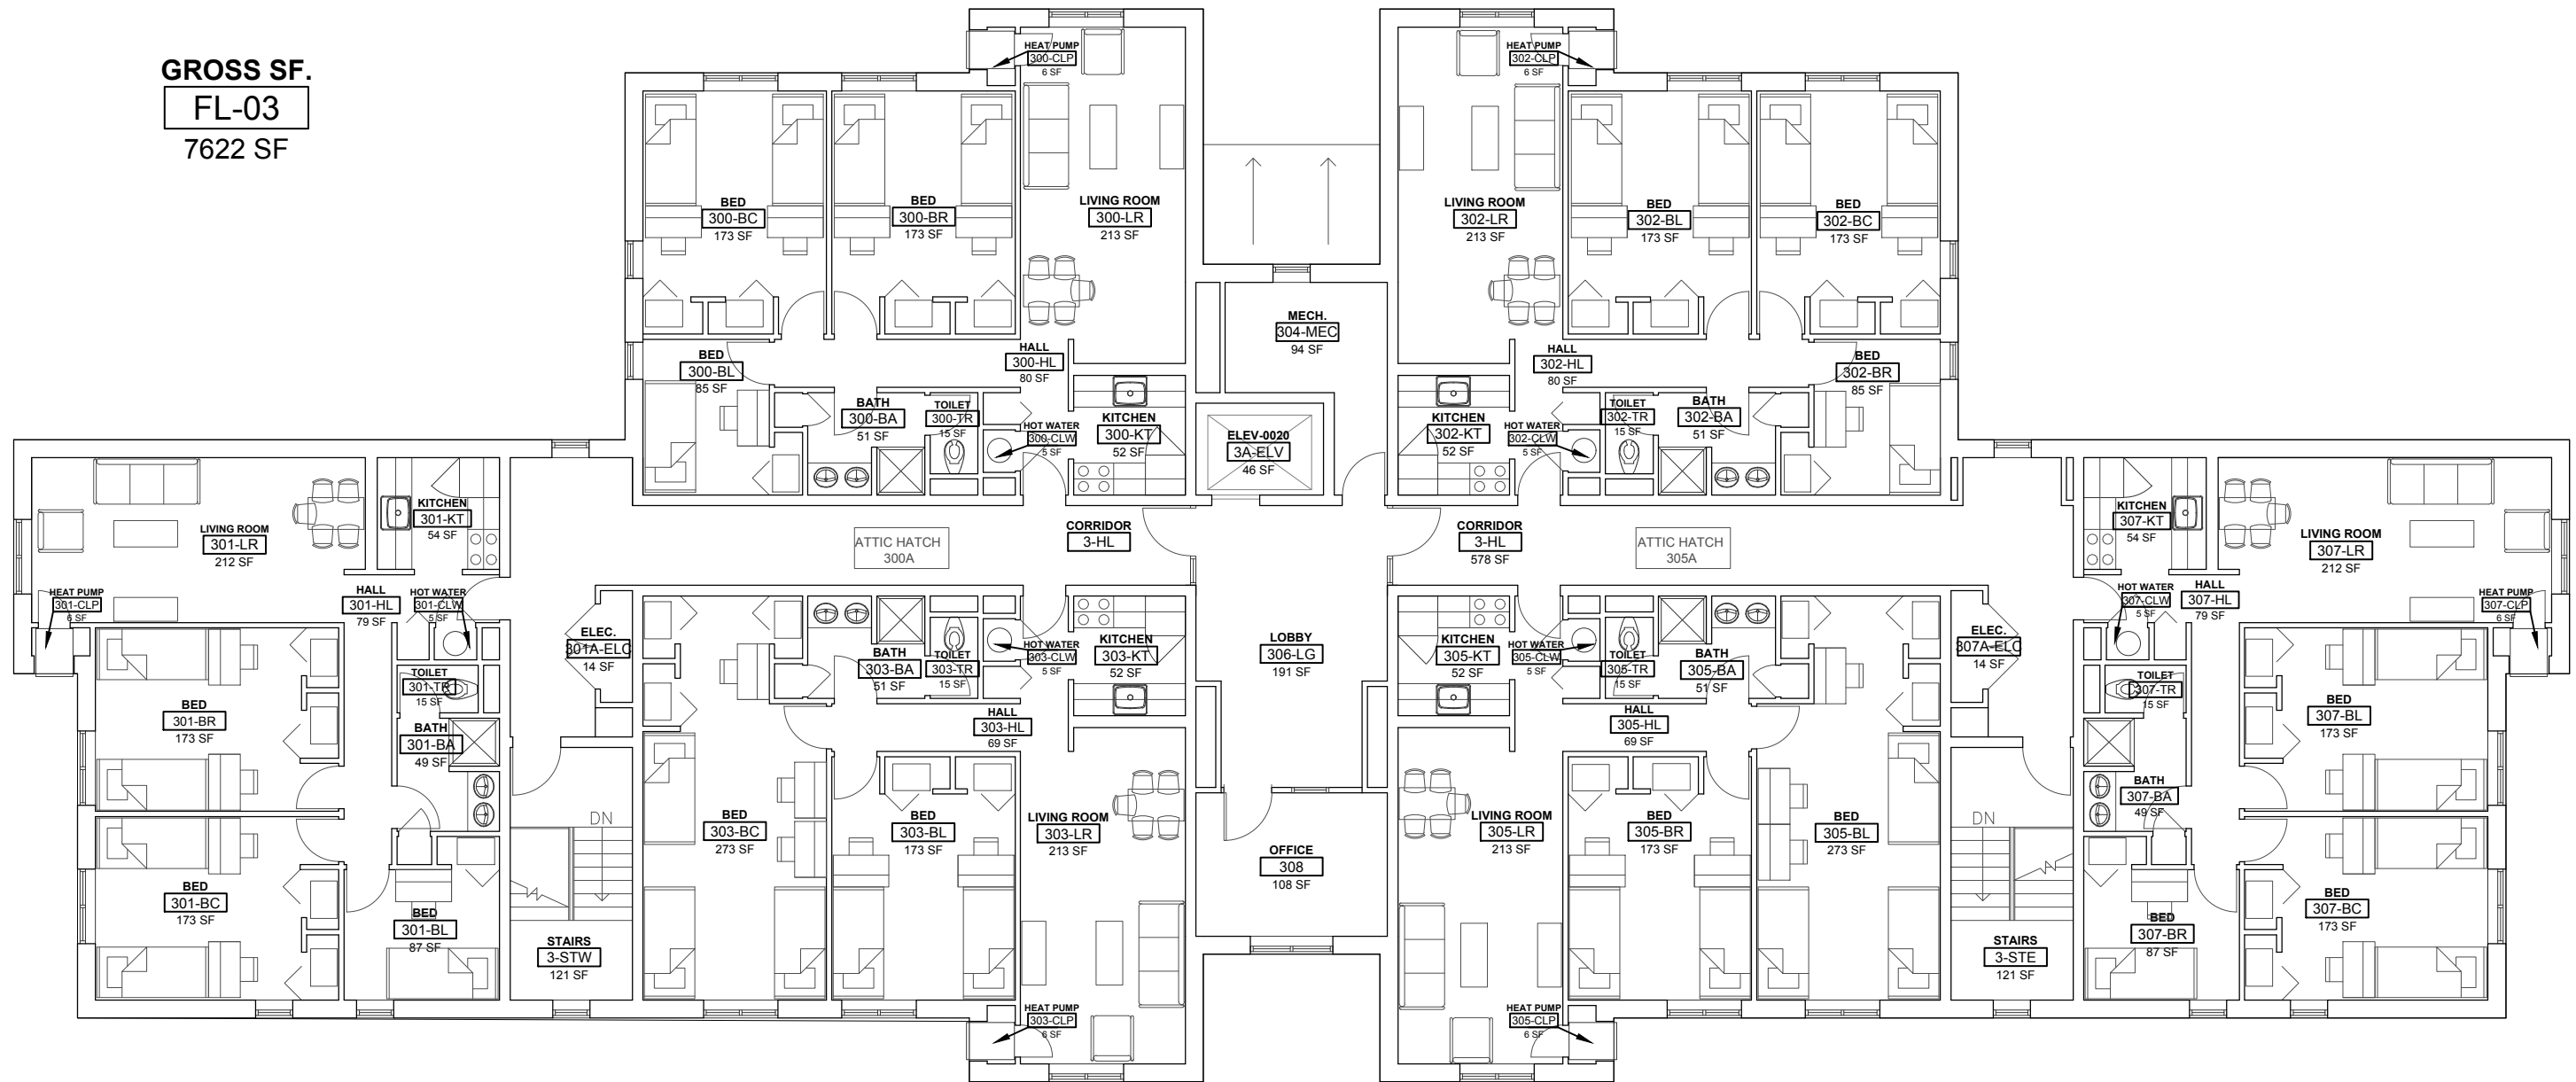 GROSS SF.
FL-03
7622 SF
HEAT PUMP
300-CLP
6 SF
HEAT PUMP
302-CLP
6 SF
BED
300-BC
173 SF
BED
300-BR
173 SF
LIVING ROOM
300-LR
213 SF
LIVING ROOM
302-LR
213 SF
BED
302-BL
173 SF
BED
302-BC
173 SF
MECH.
304-MEC
94 SF
BED
300-BL
85 SF
HALL
300-HL
80 SF
HALL
302-HL
80 SF
BED
302-BR
85 SF
BATH
300-BA
51 SF
TOILET
300-TR
15 SF
HOT WATER
300-CLW
5 SF
KITCHEN
300-KT
52 SF
ELEV-0020
3A-ELV
46 SF
KITCHEN
302-KT
52 SF
HOT WATER
302-CLW
5 SF
TOILET
302-TR
15 SF
BATH
302-BA
51 SF
LIVING ROOM
301-LR
212 SF
KITCHEN
301-KT
54 SF
ATTIC HATCH
300A
CORRIDOR
3-HL
CORRIDOR
3-HL
578 SF
ATTIC HATCH
305A
KITCHEN
307-KT
54 SF
LIVING ROOM
307-LR
212 SF
HEAT PUMP
301-CLP
6 SF
HALL
301-HL
79 SF
HOT WATER
301-CLW
5 SF
HOT WATER
307-CLW
5 SF
HALL
307-HL
79 SF
HEAT PUMP
307-CLP
6 SF
ELEC.
301A-ELC
14 SF
BATH
303-BA
51 SF
TOILET
303-TR
15 SF
HOT WATER
303-CLW
5 SF
KITCHEN
303-KT
52 SF
LOBBY
306-LG
191 SF
KITCHEN
305-KT
52 SF
HOT WATER
305-CLW
5 SF
TOILET
305-TR
15 SF
BATH
305-BA
51 SF
ELEC.
307A-ELC
14 SF
TOILET
301-TR
15 SF
TOILET
307-TR
15 SF
BED
301-BR
173 SF
BATH
301-BA
49 SF
HALL
303-HL
69 SF
HALL
305-HL
69 SF
BED
307-BL
173 SF
BATH
307-BA
49 SF
DN
BED
303-BC
273 SF
BED
303-BL
173 SF
LIVING ROOM
303-LR
213 SF
LIVING ROOM
305-LR
213 SF
BED
305-BR
173 SF
BED
305-BL
273 SF
DN
OFFICE
308
108 SF
BED
301-BC
173 SF
BED
301-BL
87 SF
BED
307-BR
87 SF
BED
307-BC
173 SF
STAIRS
3-STW
121 SF
STAIRS
3-STE
121 SF
HEAT PUMP
303-CLP
6 SF
HEAT PUMP
305-CLP
6 SF